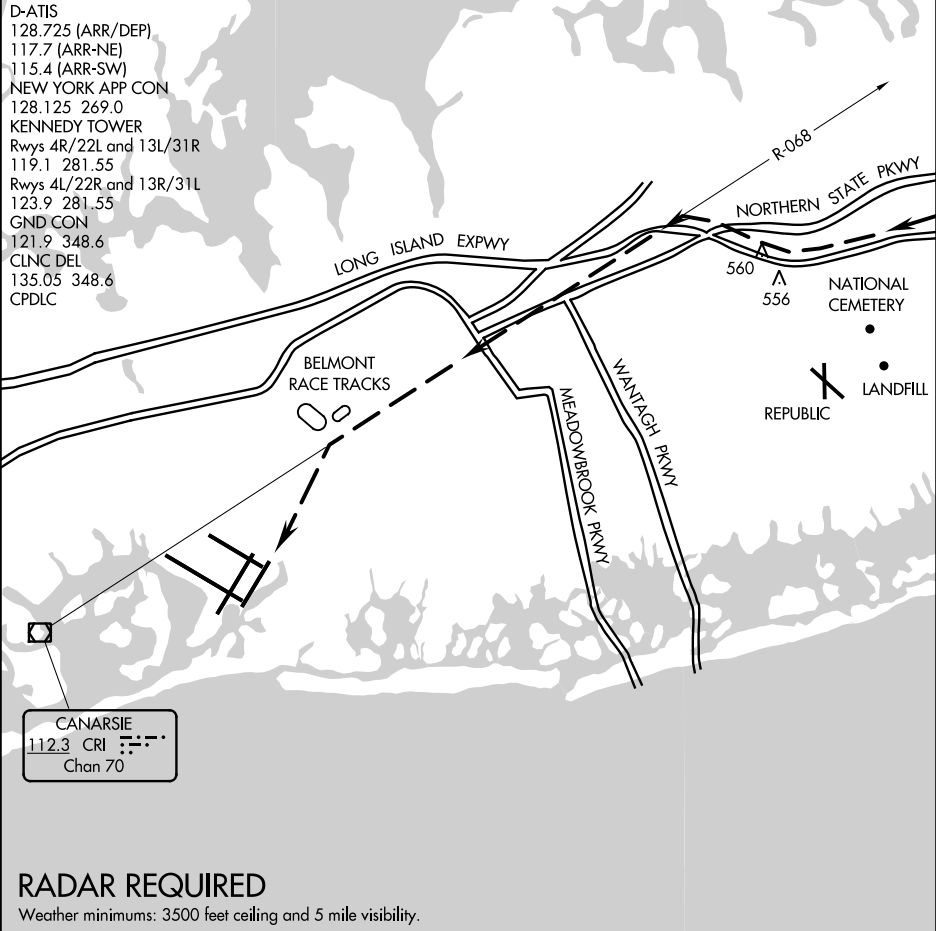 D-ATIS
128.725 (ARR/DEP)
117.7 (ARR-NE)
115.4 (ARR-SW)
NEW YORK APP CON
128.125 269.0
KENNEDY TOWER
Rwys 4R/22L and 13L/31R
119.1 281.55
Rwys 4L/22R and 13R/31L
123.9 281.55
GND CON
121.9 348.6
CLNC DEL
135.05 348.6
CPDLC
R-068
NORTHERN STATE PKWY
LONG ISLAND EXPWY
560
556
NATIONAL
CEMETERY
LANDFILL
REPUBLIC
BELMONT
RACE TRACKS
WANTAGH PKWY
MEADOWBROOK PKWY
CANARSIE
112.3 CRI
Chan 70
RADAR REQUIRED
Weather minimums: 3500 feet ceiling and 5 mile visibility.